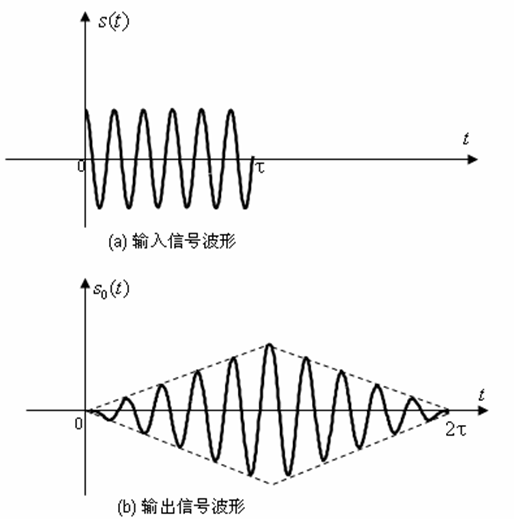 s(t)
t
0
τ
(a) 输入信号波形
s₀(t)
t
0
2τ
(b) 输出信号波形